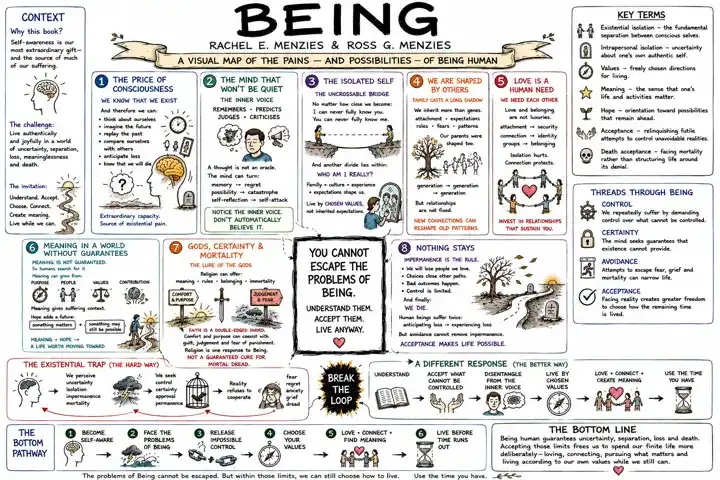 BEING
RACHEL E. MENZIES & ROSS G. MENZIES
A VISUAL MAP OF THE PAINS — AND POSSIBILITIES — OF BEING HUMAN
CONTEXT
Why this book?
Self-awareness is our
most extraordinary gift—
and the source of much
of our suffering.
The challenge:
Live authentically
and joyfully in a world
of uncertainty, separation,
loss, meaninglessness
and death.
The invitation:
Understand. Accept.
Choose. Connect.
Create meaning.
Live while we can.
1 THE PRICE OF
CONSCIOUSNESS
WE KNOW THAT WE EXIST
And therefore we can:
• think about ourselves
• imagine the future
• replay the past
• compare ourselves
with others
• anticipate loss
• know that we will die
?
Extraordinary capacity.
Source of existential pain.
2 THE MIND THAT
WON'T BE QUIET
THE INNER VOICE
REMEMBERS • PREDICTS
JUDGES • CRITICISES
A thought is not an oracle.
The mind can turn:
memory → regret
possibility → catastrophe
self-reflection → self-attack
NOTICE THE INNER VOICE
DON'T AUTOMATICALLY
BELIEVE IT.
3 THE ISOLATED SELF
THE UNCROSSABLE BRIDGE
No matter how close we become:
I can never fully know you.
You can never fully know me.
And another divide lies within:
WHO AM I REALLY?
Family • culture • experience
• expectations shape us.
Live by CHOSEN VALUES,
not inherited expectations.
4 WE ARE SHAPED
BY OTHERS
FAMILY CASTS A LONG SHADOW
We inherit more than genes.
attachment • expectations
roles • fears • patterns
Our parents were
shaped too.
generation → generation
→ generation
But relationships
are not fixed.
NEW CONNECTIONS CAN
RESHAPE OLD PATTERNS
5 LOVE IS A
HUMAN NEED
WE NEED EACH OTHER
Love and belonging
are not luxuries.
attachment → security
connection → identity
groups → belonging
Isolation hurts.
Connection protects.
INVEST IN RELATIONSHIPS
THAT SUSTAIN YOU.
KEY TERMS
Existential isolation — the fundamental
separation between conscious selves.
Intrapersonal isolation — uncertainty
about one's own authentic self.
Values — freely chosen directions
for living.
Meaning — the sense that one's
life and activities matter.
Hope — orientation toward possibilities
that remain ahead.
Acceptance — relinquishing futile
attempts to control unavoidable realities.
Death acceptance — facing mortality
rather than structuring life around
its denial.
THREADS THROUGH BEING
CONTROL
We repeatedly suffer by demanding
control over what cannot be controlled.
CERTAINTY
The mind seeks guarantees that
existence cannot provide.
AVOIDANCE
Attempts to escape fear, grief and
mortality can narrow life.
ACCEPTANCE
Facing reality creates greater freedom
to choose how the remaining time
is lived.
6 MEANING IN A WORLD
WITHOUT GUARANTEES
MEANING IS NOT GUARANTEED.
So humans search for it.
Meaning can grow from:
PURPOSE PEOPLE VALUES CONTRIBUTION
Meaning gives suffering context.
Hope adds a future:
something matters + something may
still be possible
MEANING + HOPE →
A LIFE WORTH MOVING TOWARD
7 GODS, CERTAINTY &
MORTALITY
THE LURE OF THE GODS
Religion can offer:
meaning • rules • belonging • immortality
COMFORT
& PURPOSE
JUDGEMENT
& FEAR
FAITH IS A DOUBLE-EDGED SWORD.
Comfort and purpose can coexist with
guilt, judgement and fear of punishment.
Religion is one response to Being:
NOT A GUARANTEED CURE FOR
MORTAL DREAD.
YOU CANNOT
ESCAPE THE
PROBLEMS OF
BEING.
UNDERSTAND THEM.
ACCEPT THEM.
LIVE ANYWAY.
8 NOTHING STAYS
IMPERMANENCE IS THE RULE.
• We will lose people we love.
• Choices close other paths.
• Bad outcomes happen.
• Control is limited.
• And finally:
WE DIE.
Human beings suffer twice:
anticipating loss → experiencing loss
But avoidance cannot remove impermanence.
ACCEPTANCE MAKES LIFE POSSIBLE.
THE EXISTENTIAL TRAP (THE HARD WAY)
We perceive
uncertainty
isolation
impermanence
mortality
We seek
control
certainty
approval
permanence
Reality
refuses to
cooperate
fear
regret
anxiety
grief
dread
BREAK
THE
LOOP
A DIFFERENT RESPONSE (THE BETTER WAY)
UNDERSTAND
ACCEPT WHAT
CANNOT BE
CONTROLLED
DISENTANGLE
FROM THE
INNER VOICE
LIVE BY
CHOSEN
VALUES
LOVE + CONNECT +
CREATE MEANING
USE THE TIME
YOU HAVE
THE
BOTTOM
PATHWAY
1 BECOME
SELF-AWARE
2 FACE THE
PROBLEMS
OF BEING
3 RELEASE
IMPOSSIBLE
CONTROL
4 CHOOSE
YOUR
VALUES
5 LOVE + CONNECT +
FIND MEANING
6 LIVE BEFORE
TIME
RUNS OUT
THE BOTTOM LINE
Being human guarantees uncertainty, separation, loss and death.
Accepting those limits frees us to spend our finite life more
deliberately—loving, connecting, pursuing what matters and
living according to our own values while we still can.
The problems of Being cannot be escaped. But within those limits, we can still choose how to live. Use the time you have.